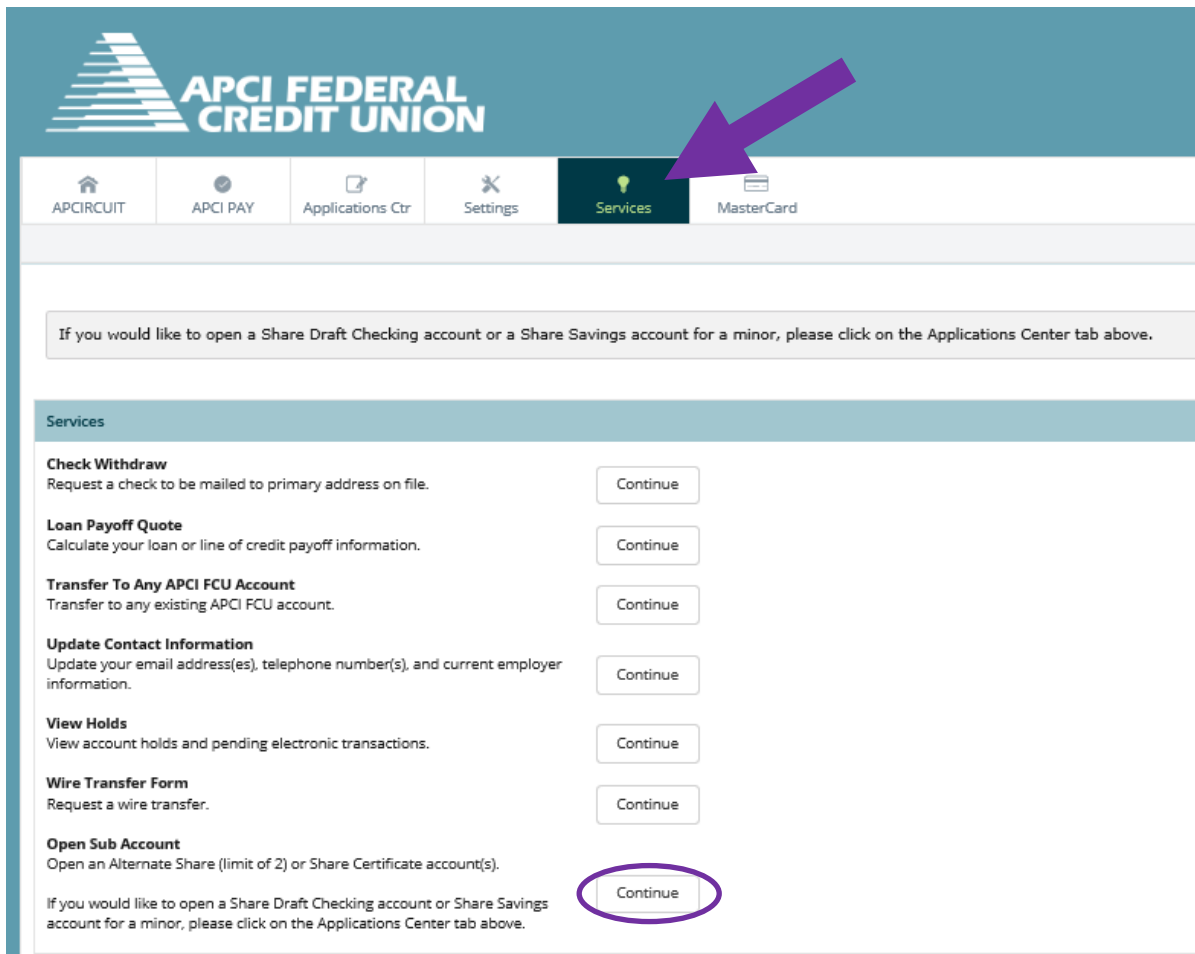 APCI FEDERAL
CREDIT UNION
APCIRCUIT
APCI PAY
Applications Ctr
Settings
Services
MasterCard
If you would like to open a Share Draft Checking account or a Share Savings account for a minor, please click on the Applications Center tab above.
Services
Check Withdraw
Request a check to be mailed to primary address on file.
Continue
Loan Payoff Quote
Calculate your loan or line of credit payoff information.
Continue
Transfer To Any APCI FCU Account
Transfer to any existing APCI FCU account.
Continue
Update Contact Information
Update your email address(es), telephone number(s), and current employer
information.
Continue
View Holds
View account holds and pending electronic transactions.
Continue
Wire Transfer Form
Request a wire transfer.
Continue
Open Sub Account
Open an Alternate Share (limit of 2) or Share Certificate account(s).
If you would like to open a Share Draft Checking account or Share Savings
account for a minor, please click on the Applications Center tab above.
Continue